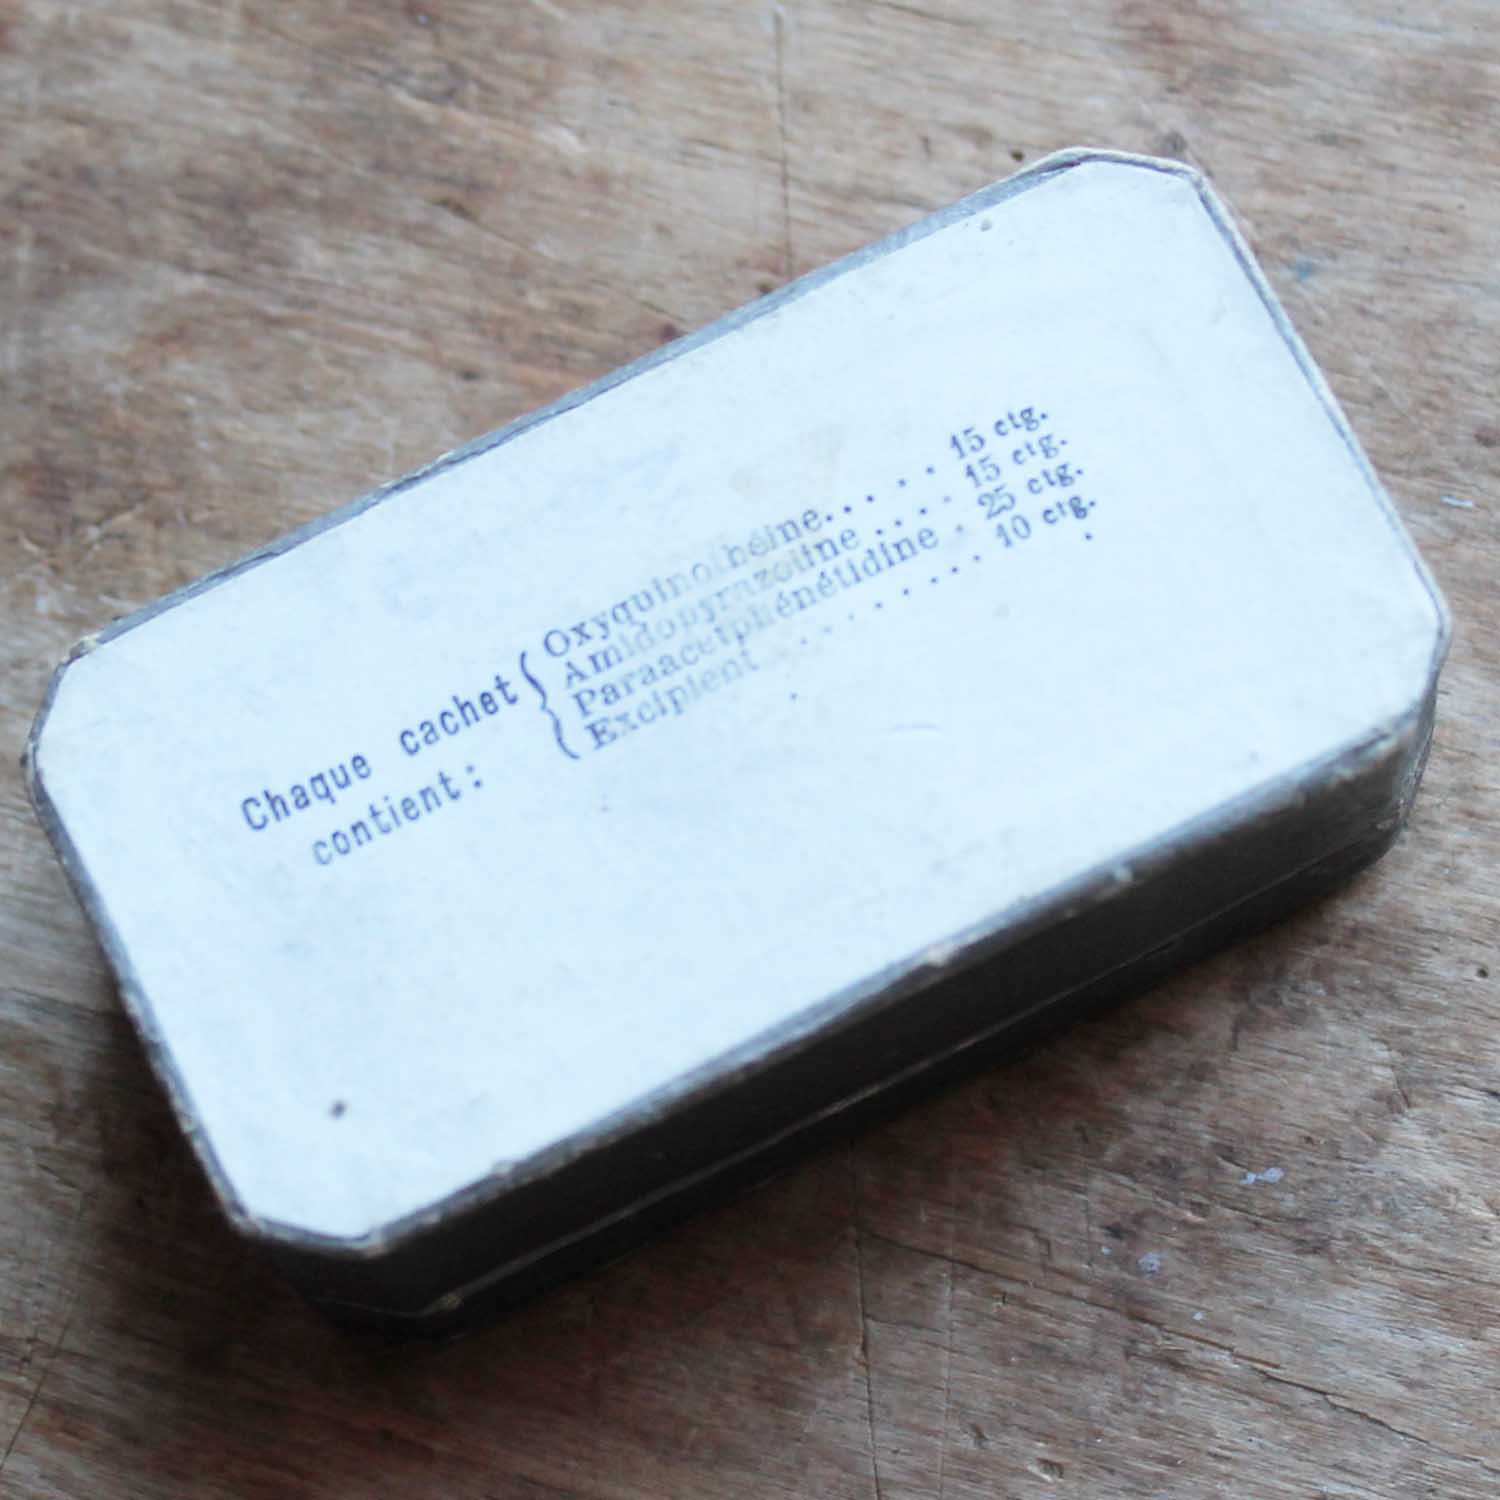 Chaque cachet
contient :
{ Oxyquinothéine..... 15 ctg.
Amidopyrazoline .... 15 ctg.
Paraacetphénétidine . 25 ctg.
Excipient ........ 10 ctg.